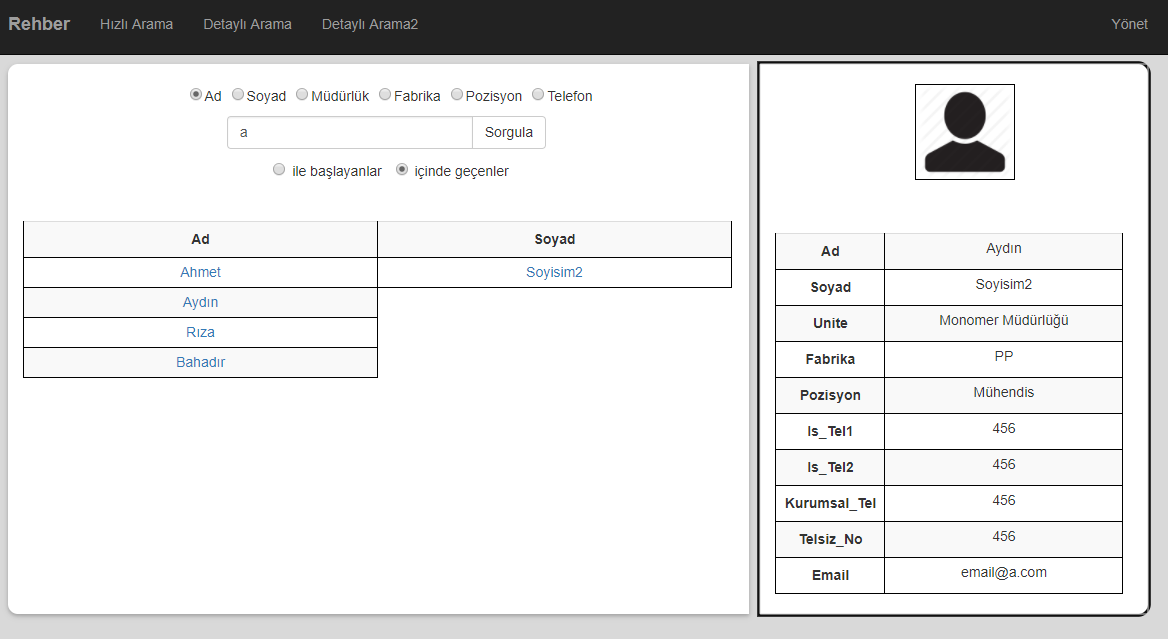 Rehber Hızlı Arama Detaylı Arama Detaylı Arama2 Yönet
Ad Soyad Müdürlük Fabrika Pozisyon Telefon
a Sorgula
ile başlayanlar içinde geçenler
Ad Soyad
Ahmet Soyisim2
Aydın
Rıza
Bahadır
Ad Aydın
Soyad Soyisim2
Unite Monomer Müdürlüğü
Fabrika PP
Pozisyon Mühendis
Is_Tel1 456
Is_Tel2 456
Kurumsal_Tel 456
Telsiz_No 456
Email email@a.com